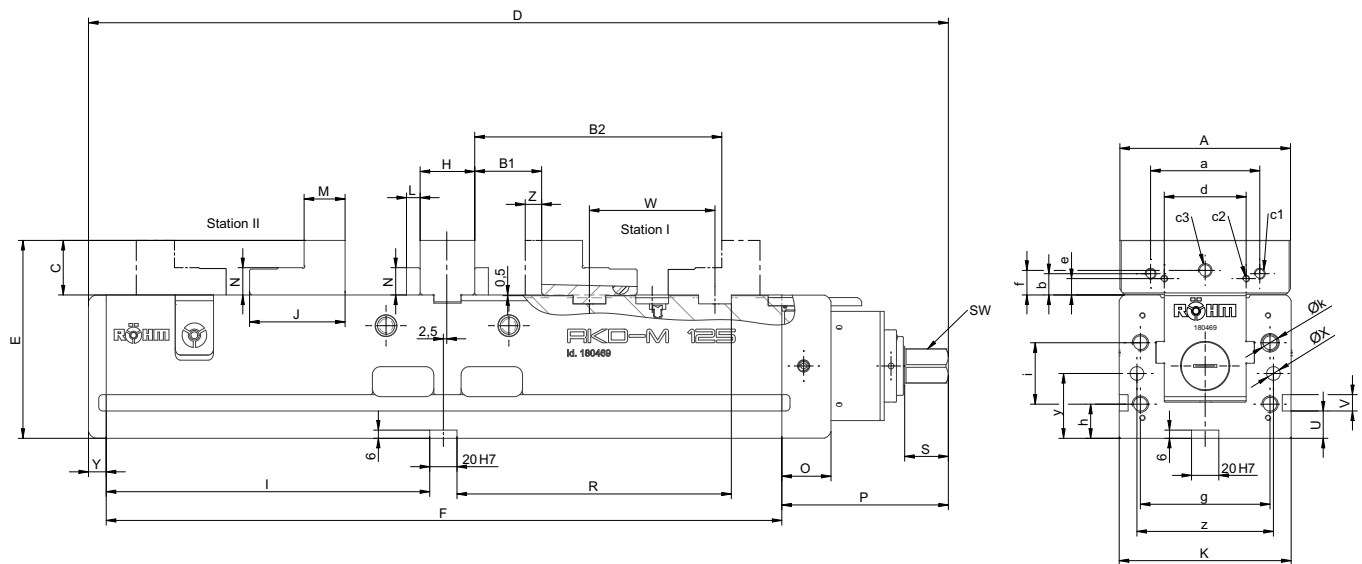 D
B2
H
B1
M
L
Z
W
Station II
Station I
C
N
N
0,5
J
E
RÖHM
2,5
RKD-M 125
Id. 180469
SW
6
Y
20 H7
S
O
I
R
P
F
A
a
d
c3
c2
c1
e
f
b
RÖHM
180469
Øk
ØX
i
y
h
V
U
6
20 H7
g
z
K